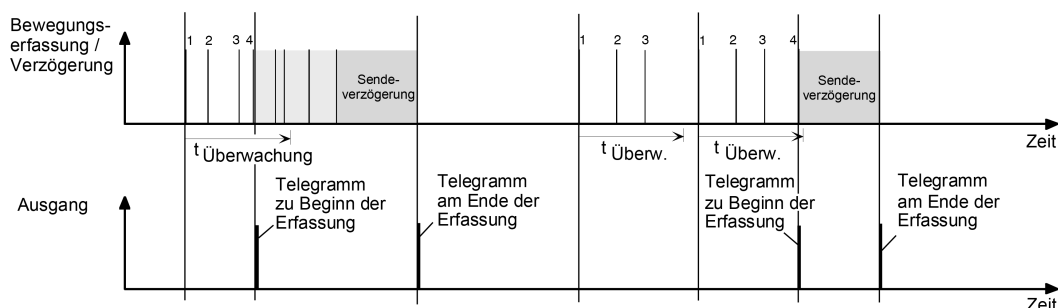 Bewegungs-
erfassung /
Verzögerung
1 2 3 4
Sende-
verzögerung
1 2 3
1 2 3 4
Sende-
verzögerung
Zeit
t Überwachung
t Überw.
t Überw.
Ausgang
Telegramm
zu Beginn der
Erfassung
Telegramm
am Ende der
Erfassung
Telegramm
zu Beginn der
Erfassung
Telegramm
am Ende der
Erfassung
Zeit